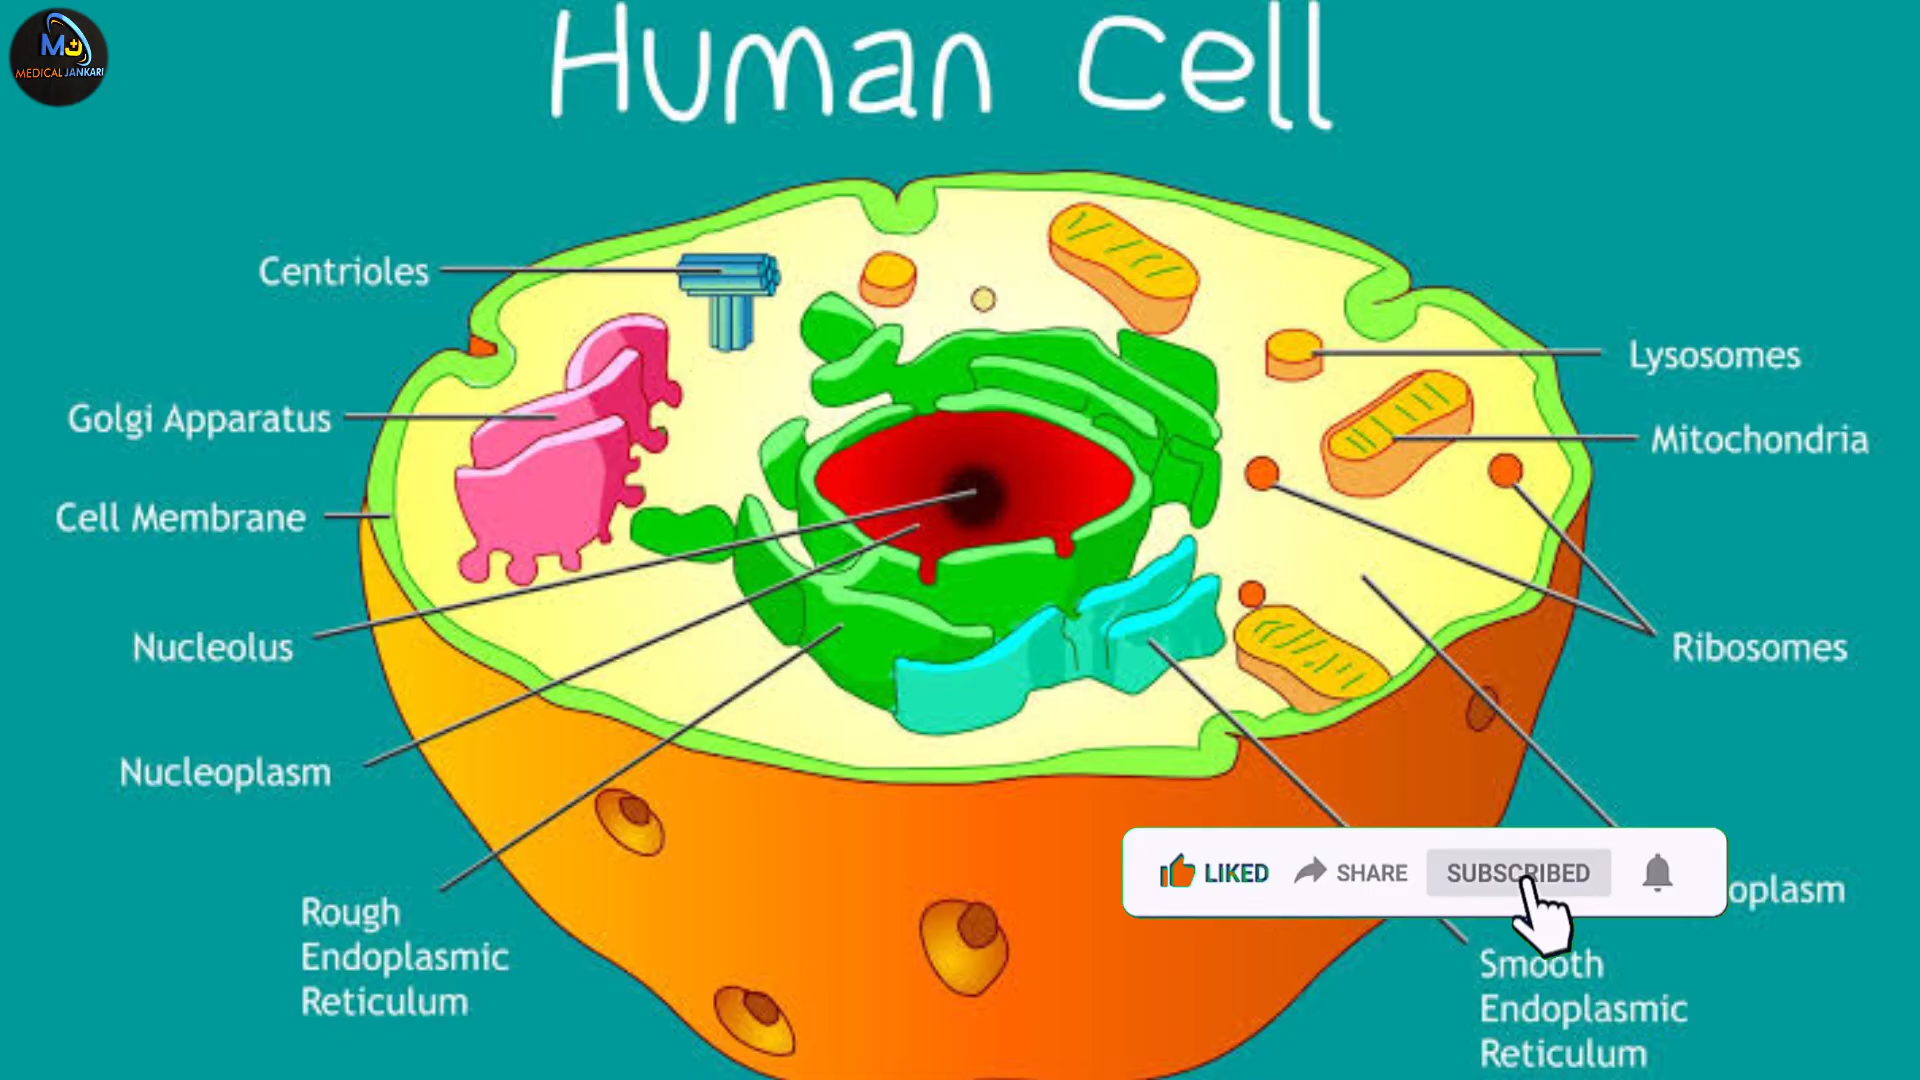 Human Cell
MJ
MEDICAL JANKARI
Centrioles
Golgi Apparatus
Cell Membrane
Nucleolus
Nucleoplasm
Rough
Endoplasmic
Reticulum
Lysosomes
Mitochondria
Ribosomes
oplasm
Smooth
Endoplasmic
Reticulum
LIKED SHARE SUBSCRIBED